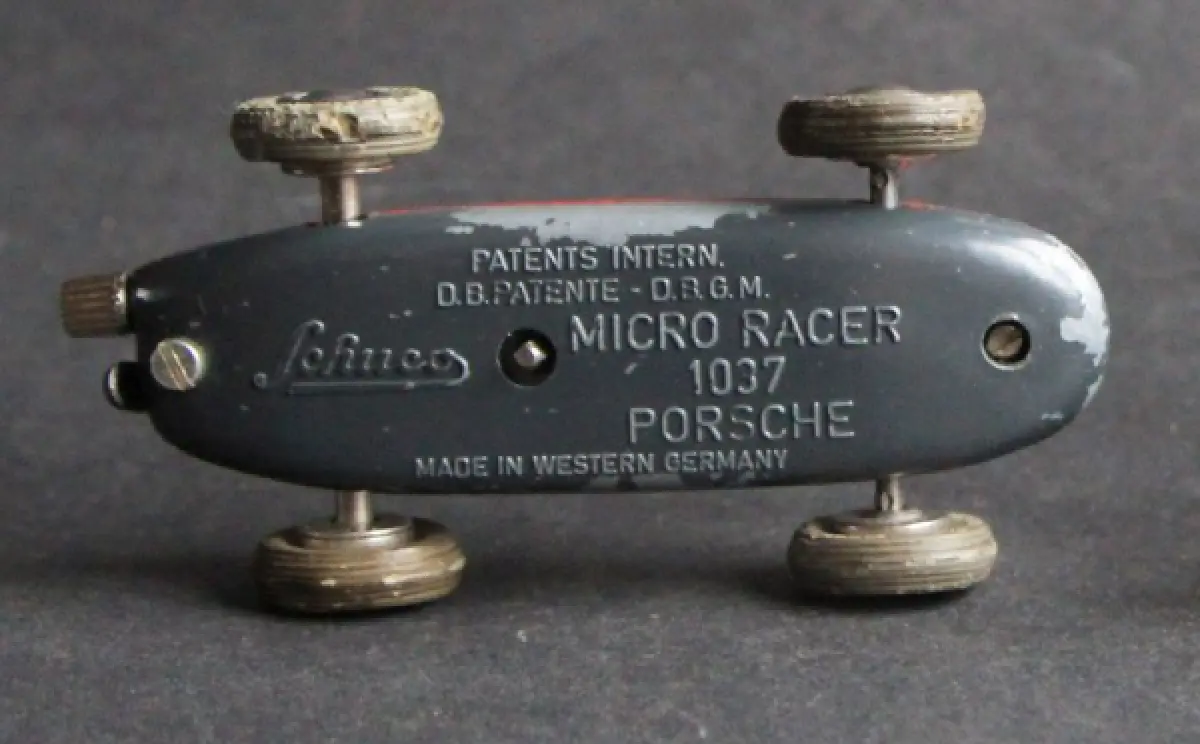 PATENTS INTERN.
D.B.PATENTE - D.B.G.M.
Schuco
MICRO RACER
1037
PORSCHE
MADE IN WESTERN GERMANY